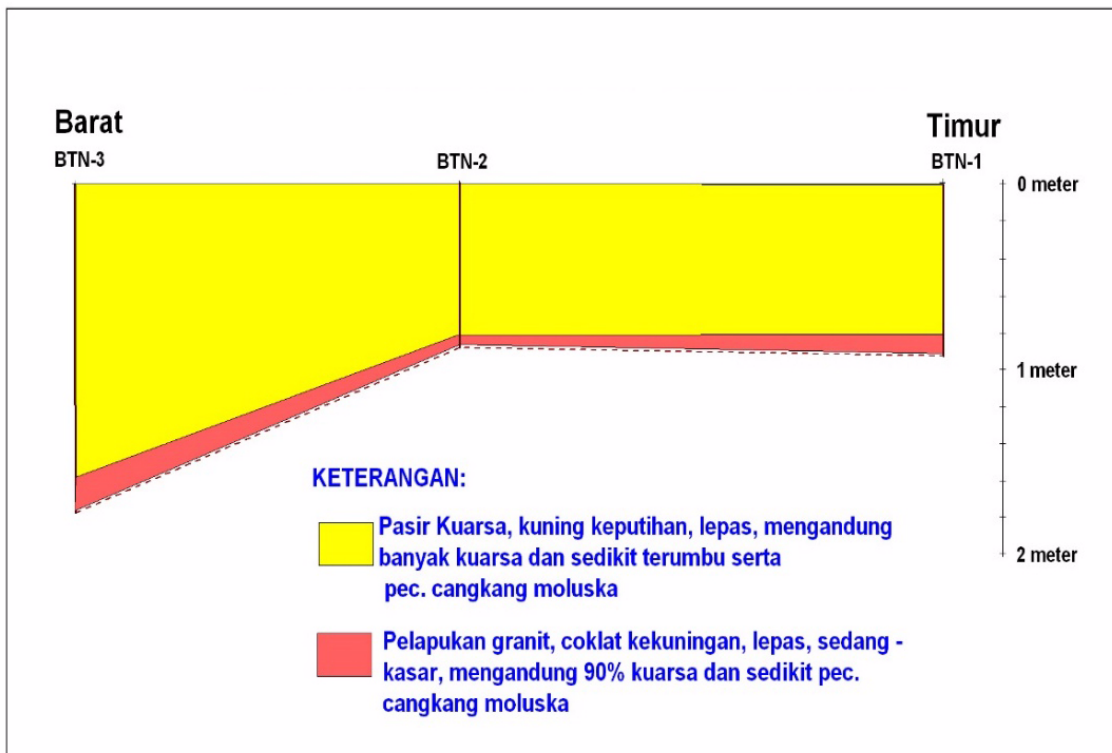 Barat
Timur
BTN-3
BTN-2
BTN-1
0 meter
1 meter
2 meter
KETERANGAN:
Pasir Kuarsa, kuning keputihan, lepas, mengandung
banyak kuarsa dan sedikit terumbu serta
pec. cangkang moluska
Pelapukan granit, coklat kekuningan, lepas, sedang -
kasar, mengandung 90% kuarsa dan sedikit pec.
cangkang moluska